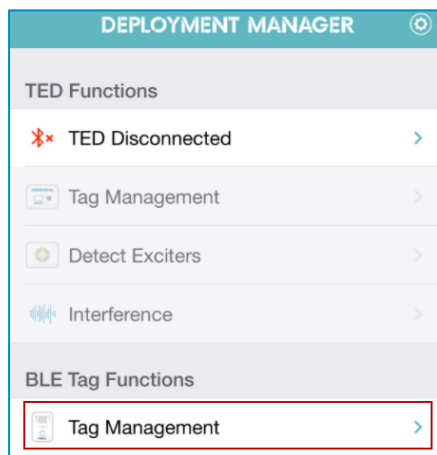 DEPLOYMENT MANAGER
TED Functions
TED Disconnected
Tag Management
Detect Exciters
Interference
BLE Tag Functions
Tag Management